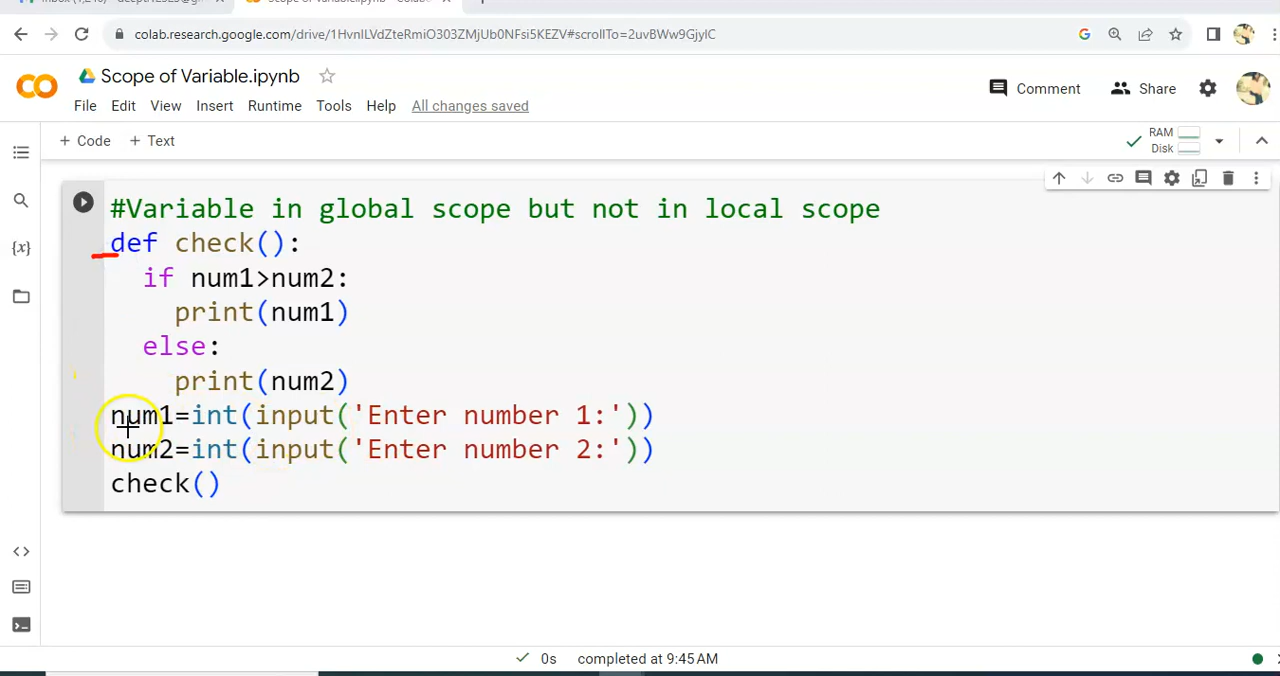 colab.research.google.com/drive/1HvnILVdZteRmiO303ZMjUb0NFsi5KEZV#scrollTo=2uvBWw9GjyIC
Scope of Variable.ipynb
File Edit View Insert Runtime Tools Help All changes saved
Comment Share
+ Code + Text
RAM
Disk
#Variable in global scope but not in local scope
def check():
if num1>num2:
print(num1)
else:
print(num2)
num1=int(input('Enter number 1:'))
num2=int(input('Enter number 2:'))
check()
{x}
0s completed at 9:45 AM